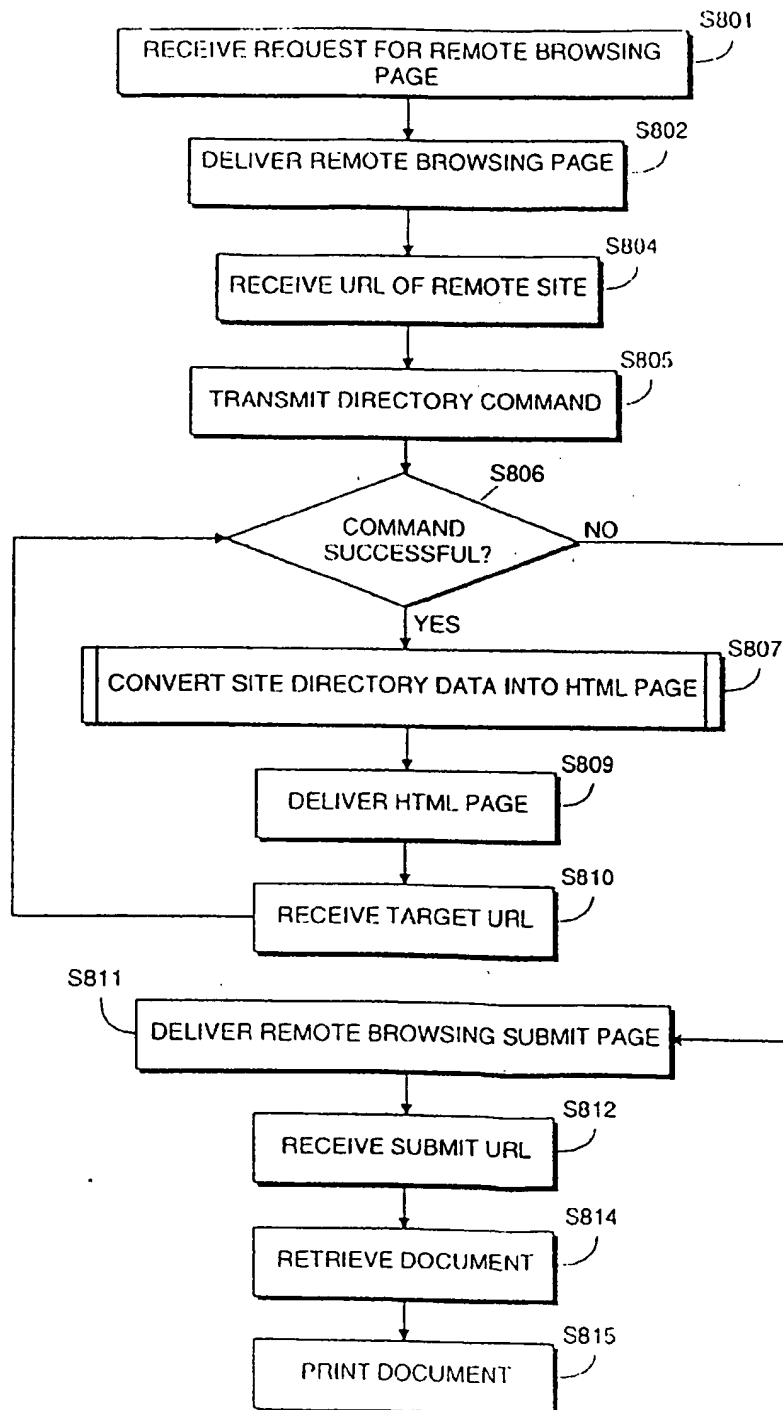 S801
RECEIVE REQUEST FOR REMOTE BROWSING
PAGE
S802
DELIVER REMOTE BROWSING PAGE
S804
RECEIVE URL OF REMOTE SITE
S805
TRANSMIT DIRECTORY COMMAND
S806
COMMAND
SUCCESSFUL?
NO
YES
S807
CONVERT SITE DIRECTORY DATA INTO HTML PAGE
S809
DELIVER HTML PAGE
S810
RECEIVE TARGET URL
S811
DELIVER REMOTE BROWSING SUBMIT PAGE
S812
RECEIVE SUBMIT URL
S814
RETRIEVE DOCUMENT
S815
PRINT DOCUMENT